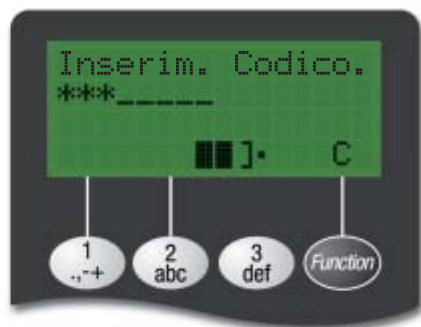 Inserim. Codico.
***_____
C
1 2 3 Function
.,-+ abc def